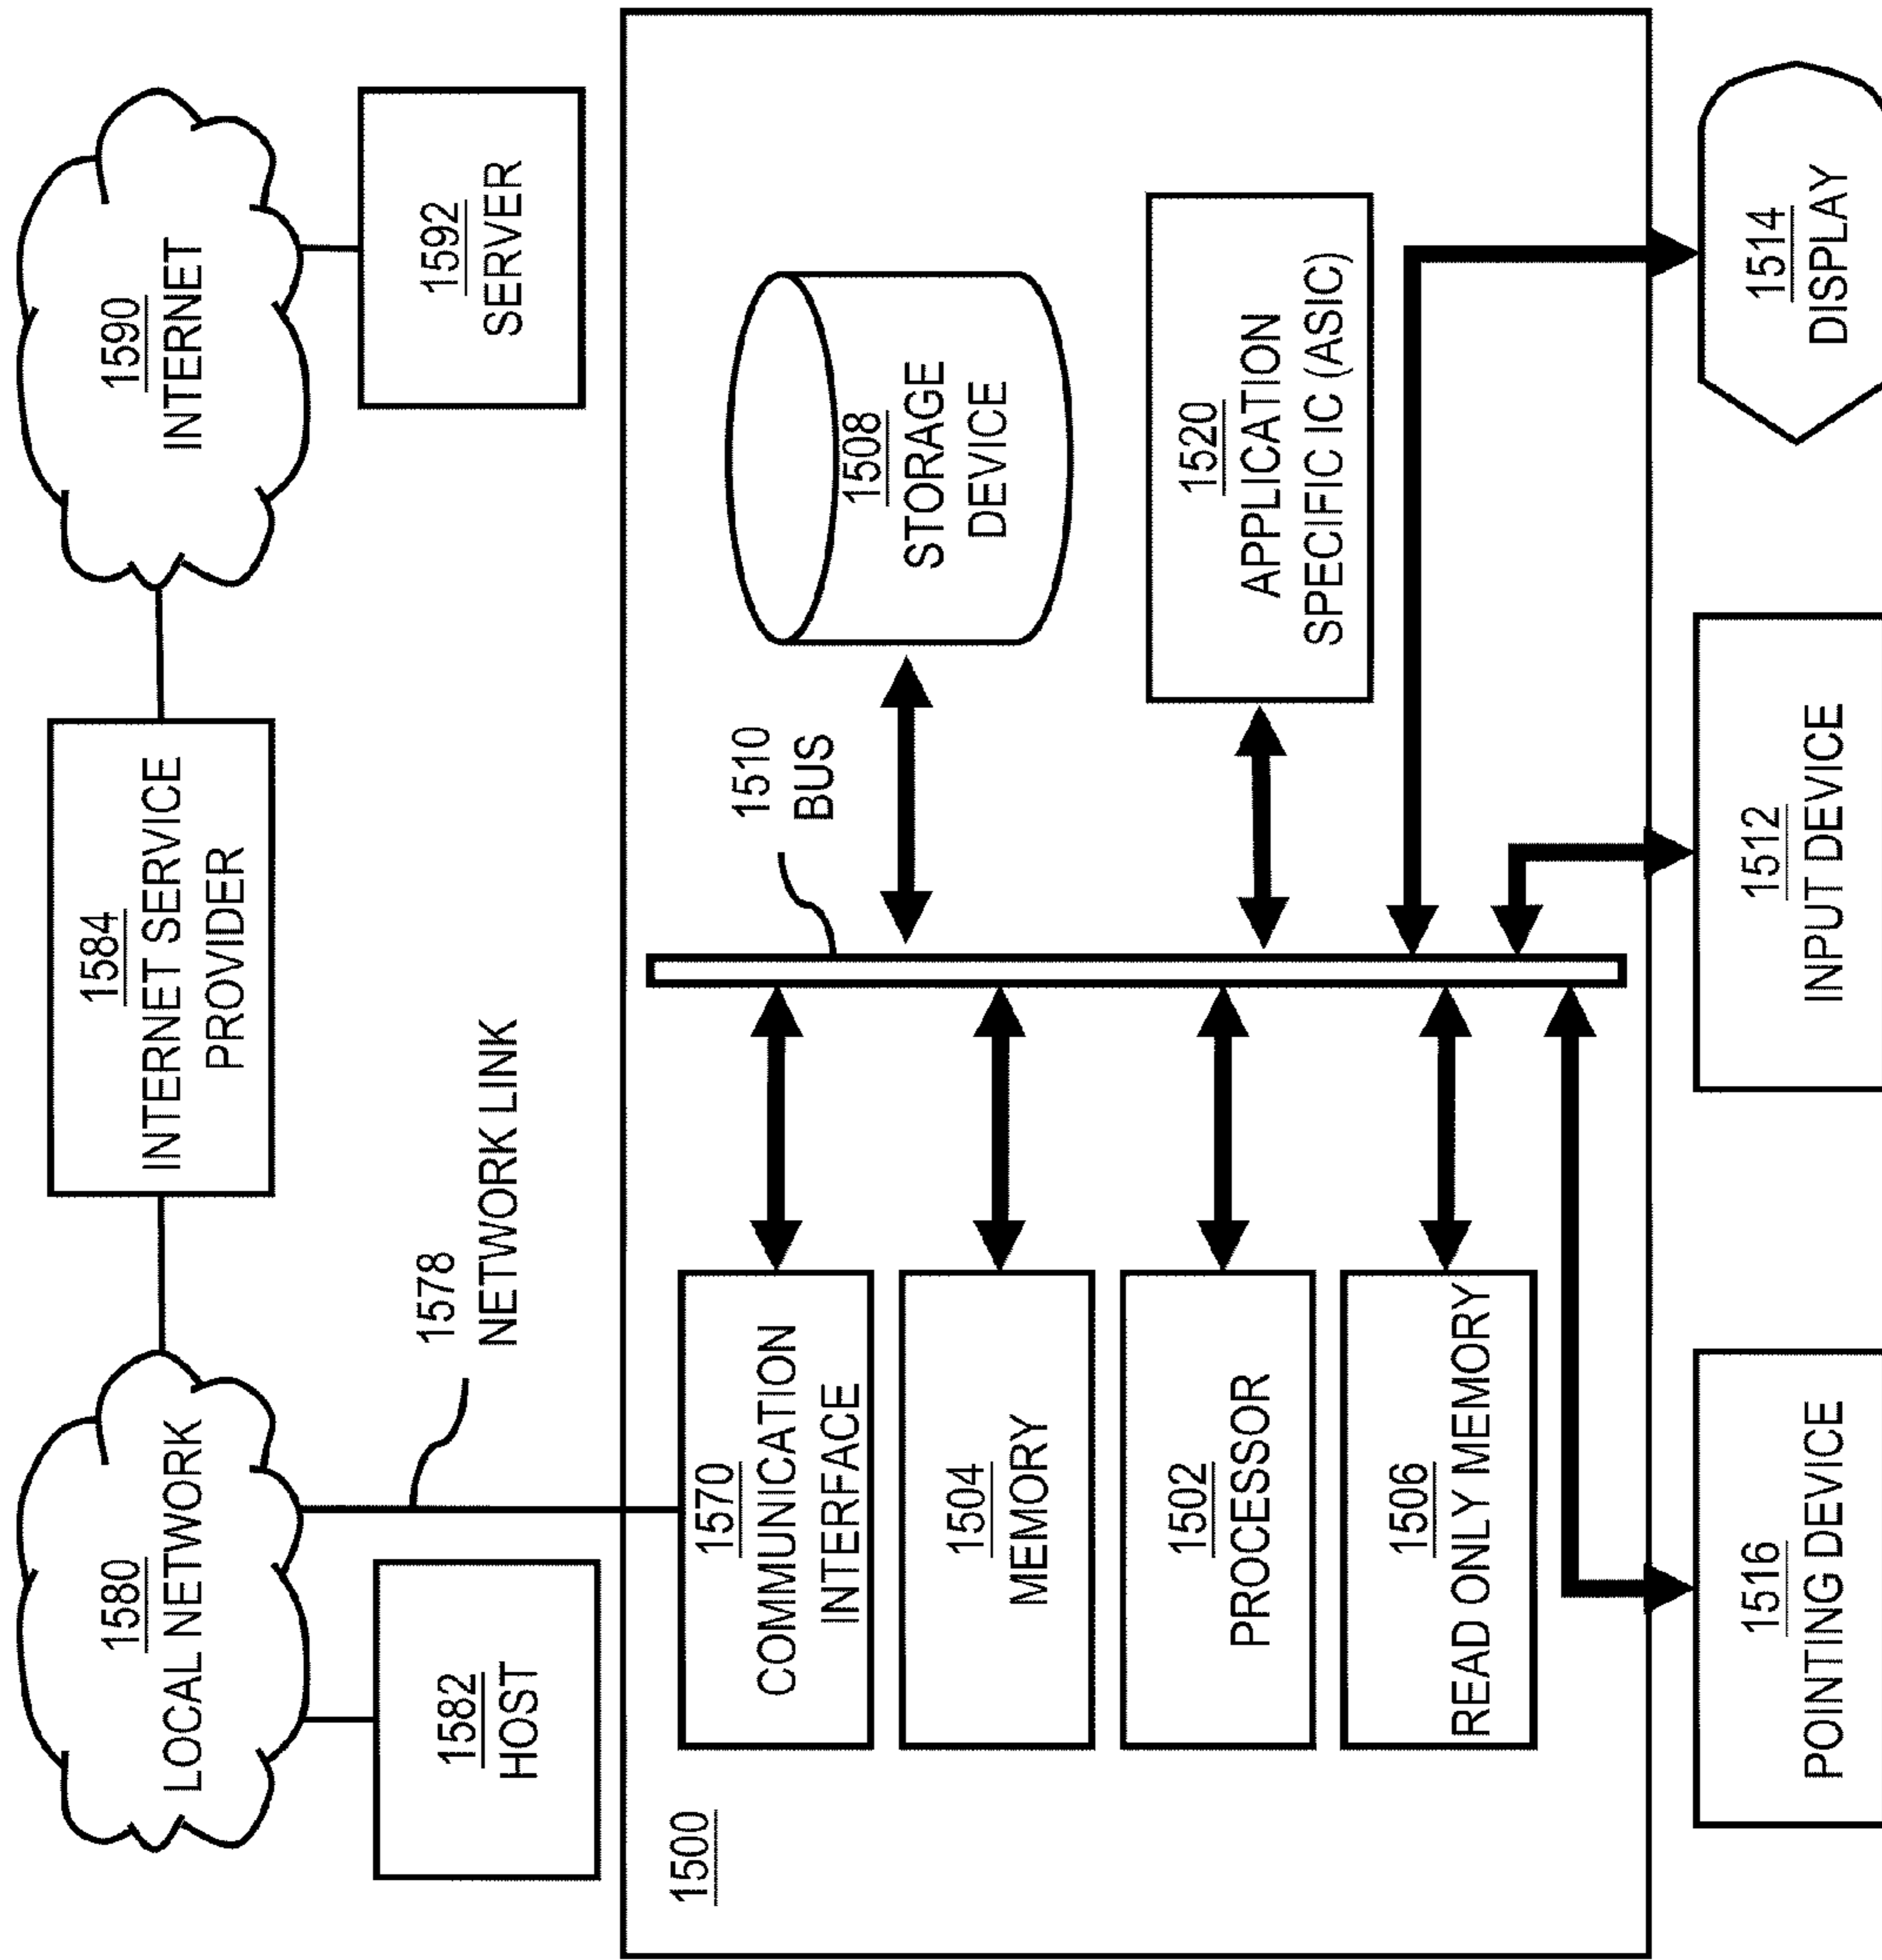 1580
LOCAL NETWORK
1584
INTERNET SERVICE
PROVIDER
1590
INTERNET
1582
HOST
1578
NETWORK LINK
1592
SERVER
1500
1570
COMMUNICATION
INTERFACE
1510
BUS
1508
STORAGE
DEVICE
1504
MEMORY
1502
PROCESSOR
1520
APPLICATION
SPECIFIC IC (ASIC)
1506
READ ONLY MEMORY
1516
POINTING DEVICE
1512
INPUT DEVICE
1514
DISPLAY